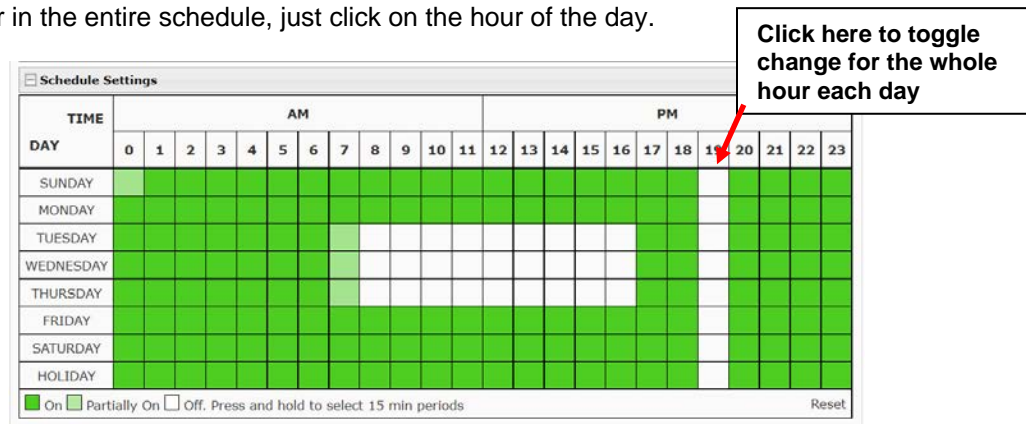 r in the entire schedule, just click on the hour of the day.
Click here to toggle
change for the whole
hour each day
Schedule Settings
TIME AM PM
DAY 0 1 2 3 4 5 6 7 8 9 10 11 12 13 14 15 16 17 18 19 20 21 22 23
SUNDAY
MONDAY
TUESDAY
WEDNESDAY
THURSDAY
FRIDAY
SATURDAY
HOLIDAY
On Partially On Off. Press and hold to select 15 min periods Reset